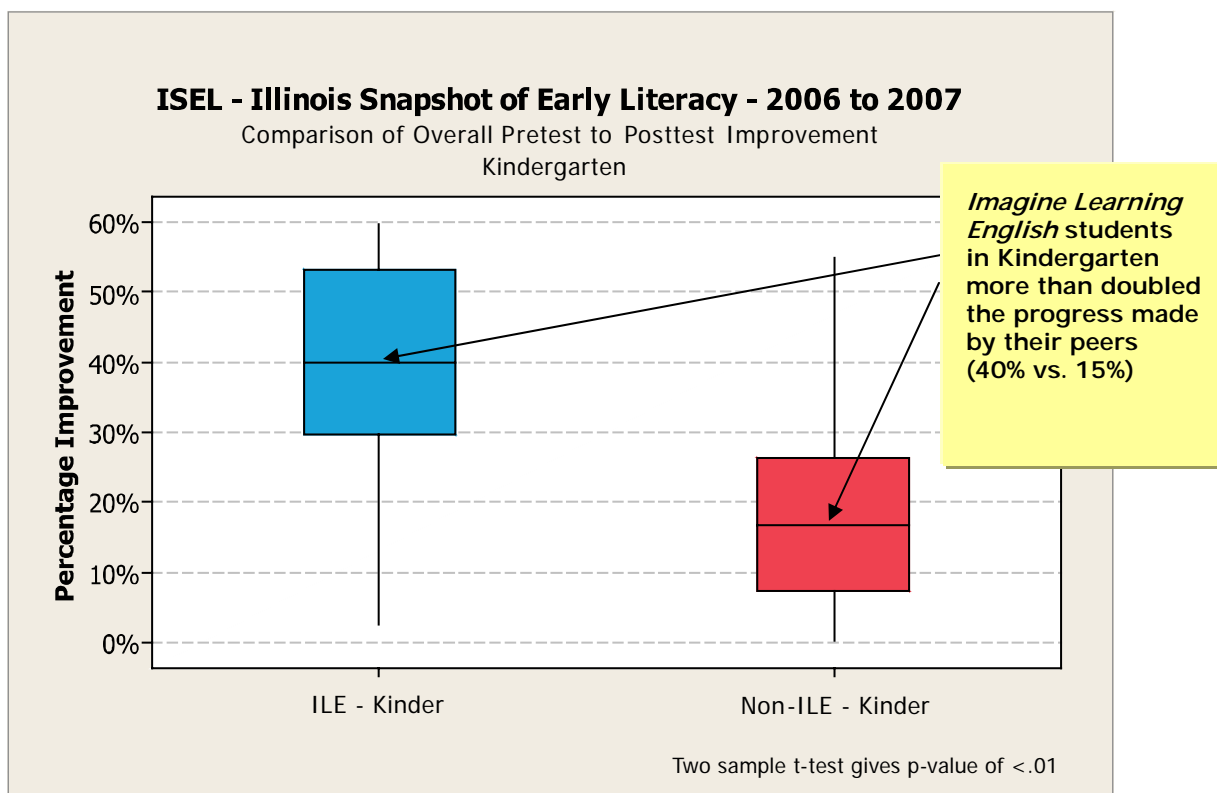 ISEL - Illinois Snapshot of Early Literacy - 2006 to 2007
Comparison of Overall Pretest to Posttest Improvement
Kindergarten
Imagine Learning
English students
in Kindergarten
more than doubled
the progress made
by their peers
(40% vs. 15%)
Percentage Improvement
60%
50%
40%
30%
20%
10%
0%
ILE - Kinder
Non-ILE - Kinder
Two sample t-test gives p-value of <.01